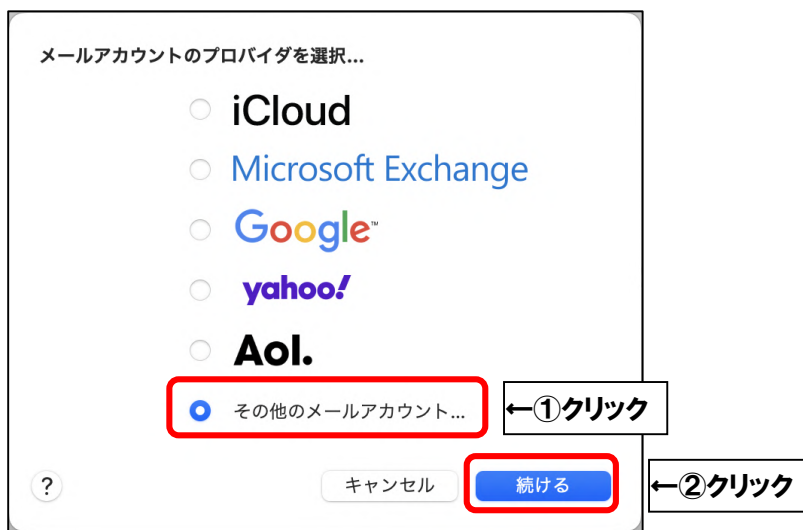 メールアカウントのプロバイダを選択...
iCloud
Microsoft Exchange
Google™
yahoo!
Aol.
その他のメールアカウント...
←①クリック
?
キャンセル
続ける
←②クリック